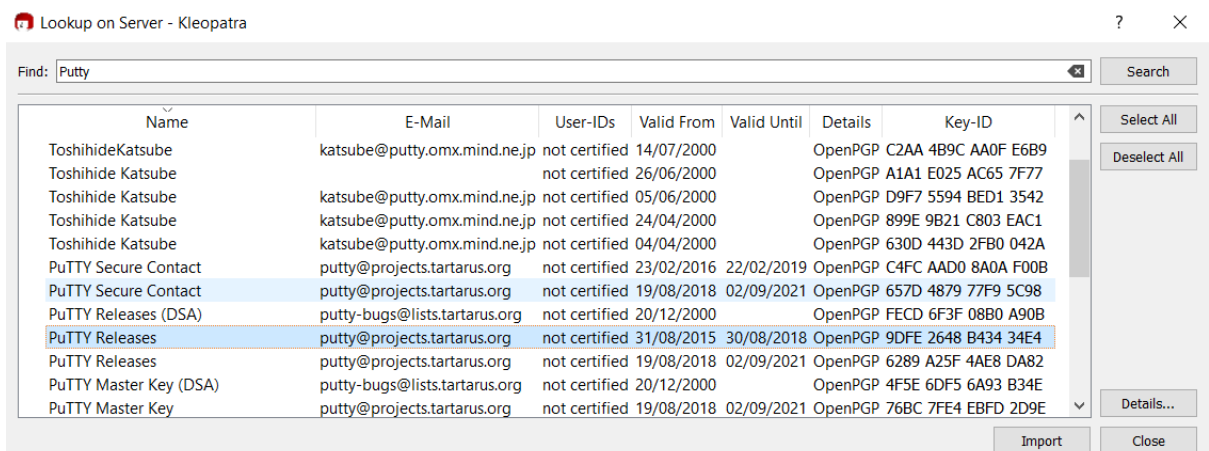 Lookup on Server - Kleopatra ? ×
Find: Putty Search
Name E-Mail User-IDs Valid From Valid Until Details Key-ID Select All
ToshihideKatsube katsube@putty.omx.mind.ne.jp not certified 14/07/2000 OpenPGP C2AA 4B9C AA0F E6B9 Deselect All
Toshihide Katsube not certified 26/06/2000 OpenPGP A1A1 E025 AC65 7F77
Toshihide Katsube katsube@putty.omx.mind.ne.jp not certified 05/06/2000 OpenPGP D9F7 5594 BED1 3542
Toshihide Katsube katsube@putty.omx.mind.ne.jp not certified 24/04/2000 OpenPGP 899E 9B21 C803 EAC1
Toshihide Katsube katsube@putty.omx.mind.ne.jp not certified 04/04/2000 OpenPGP 630D 443D 2FB0 042A
PuTTY Secure Contact putty@projects.tartarus.org not certified 23/02/2016 22/02/2019 OpenPGP C4FC AAD0 8A0A F00B
PuTTY Secure Contact putty@projects.tartarus.org not certified 19/08/2018 02/09/2021 OpenPGP 657D 4879 77F9 5C98
PuTTY Releases (DSA) putty-bugs@lists.tartarus.org not certified 20/12/2000 OpenPGP FECD 6F3F 08B0 A90B
PuTTY Releases putty@projects.tartarus.org not certified 31/08/2015 30/08/2018 OpenPGP 9DFE 2648 B434 34E4
PuTTY Releases putty@projects.tartarus.org not certified 19/08/2018 02/09/2021 OpenPGP 6289 A25F 4AE8 DA82
PuTTY Master Key (DSA) putty-bugs@lists.tartarus.org not certified 20/12/2000 OpenPGP 4F5E 6DF5 6A93 B34E
PuTTY Master Key putty@projects.tartarus.org not certified 19/08/2018 02/09/2021 OpenPGP 76BC 7FE4 EBFD 2D9E Details...
Import Close